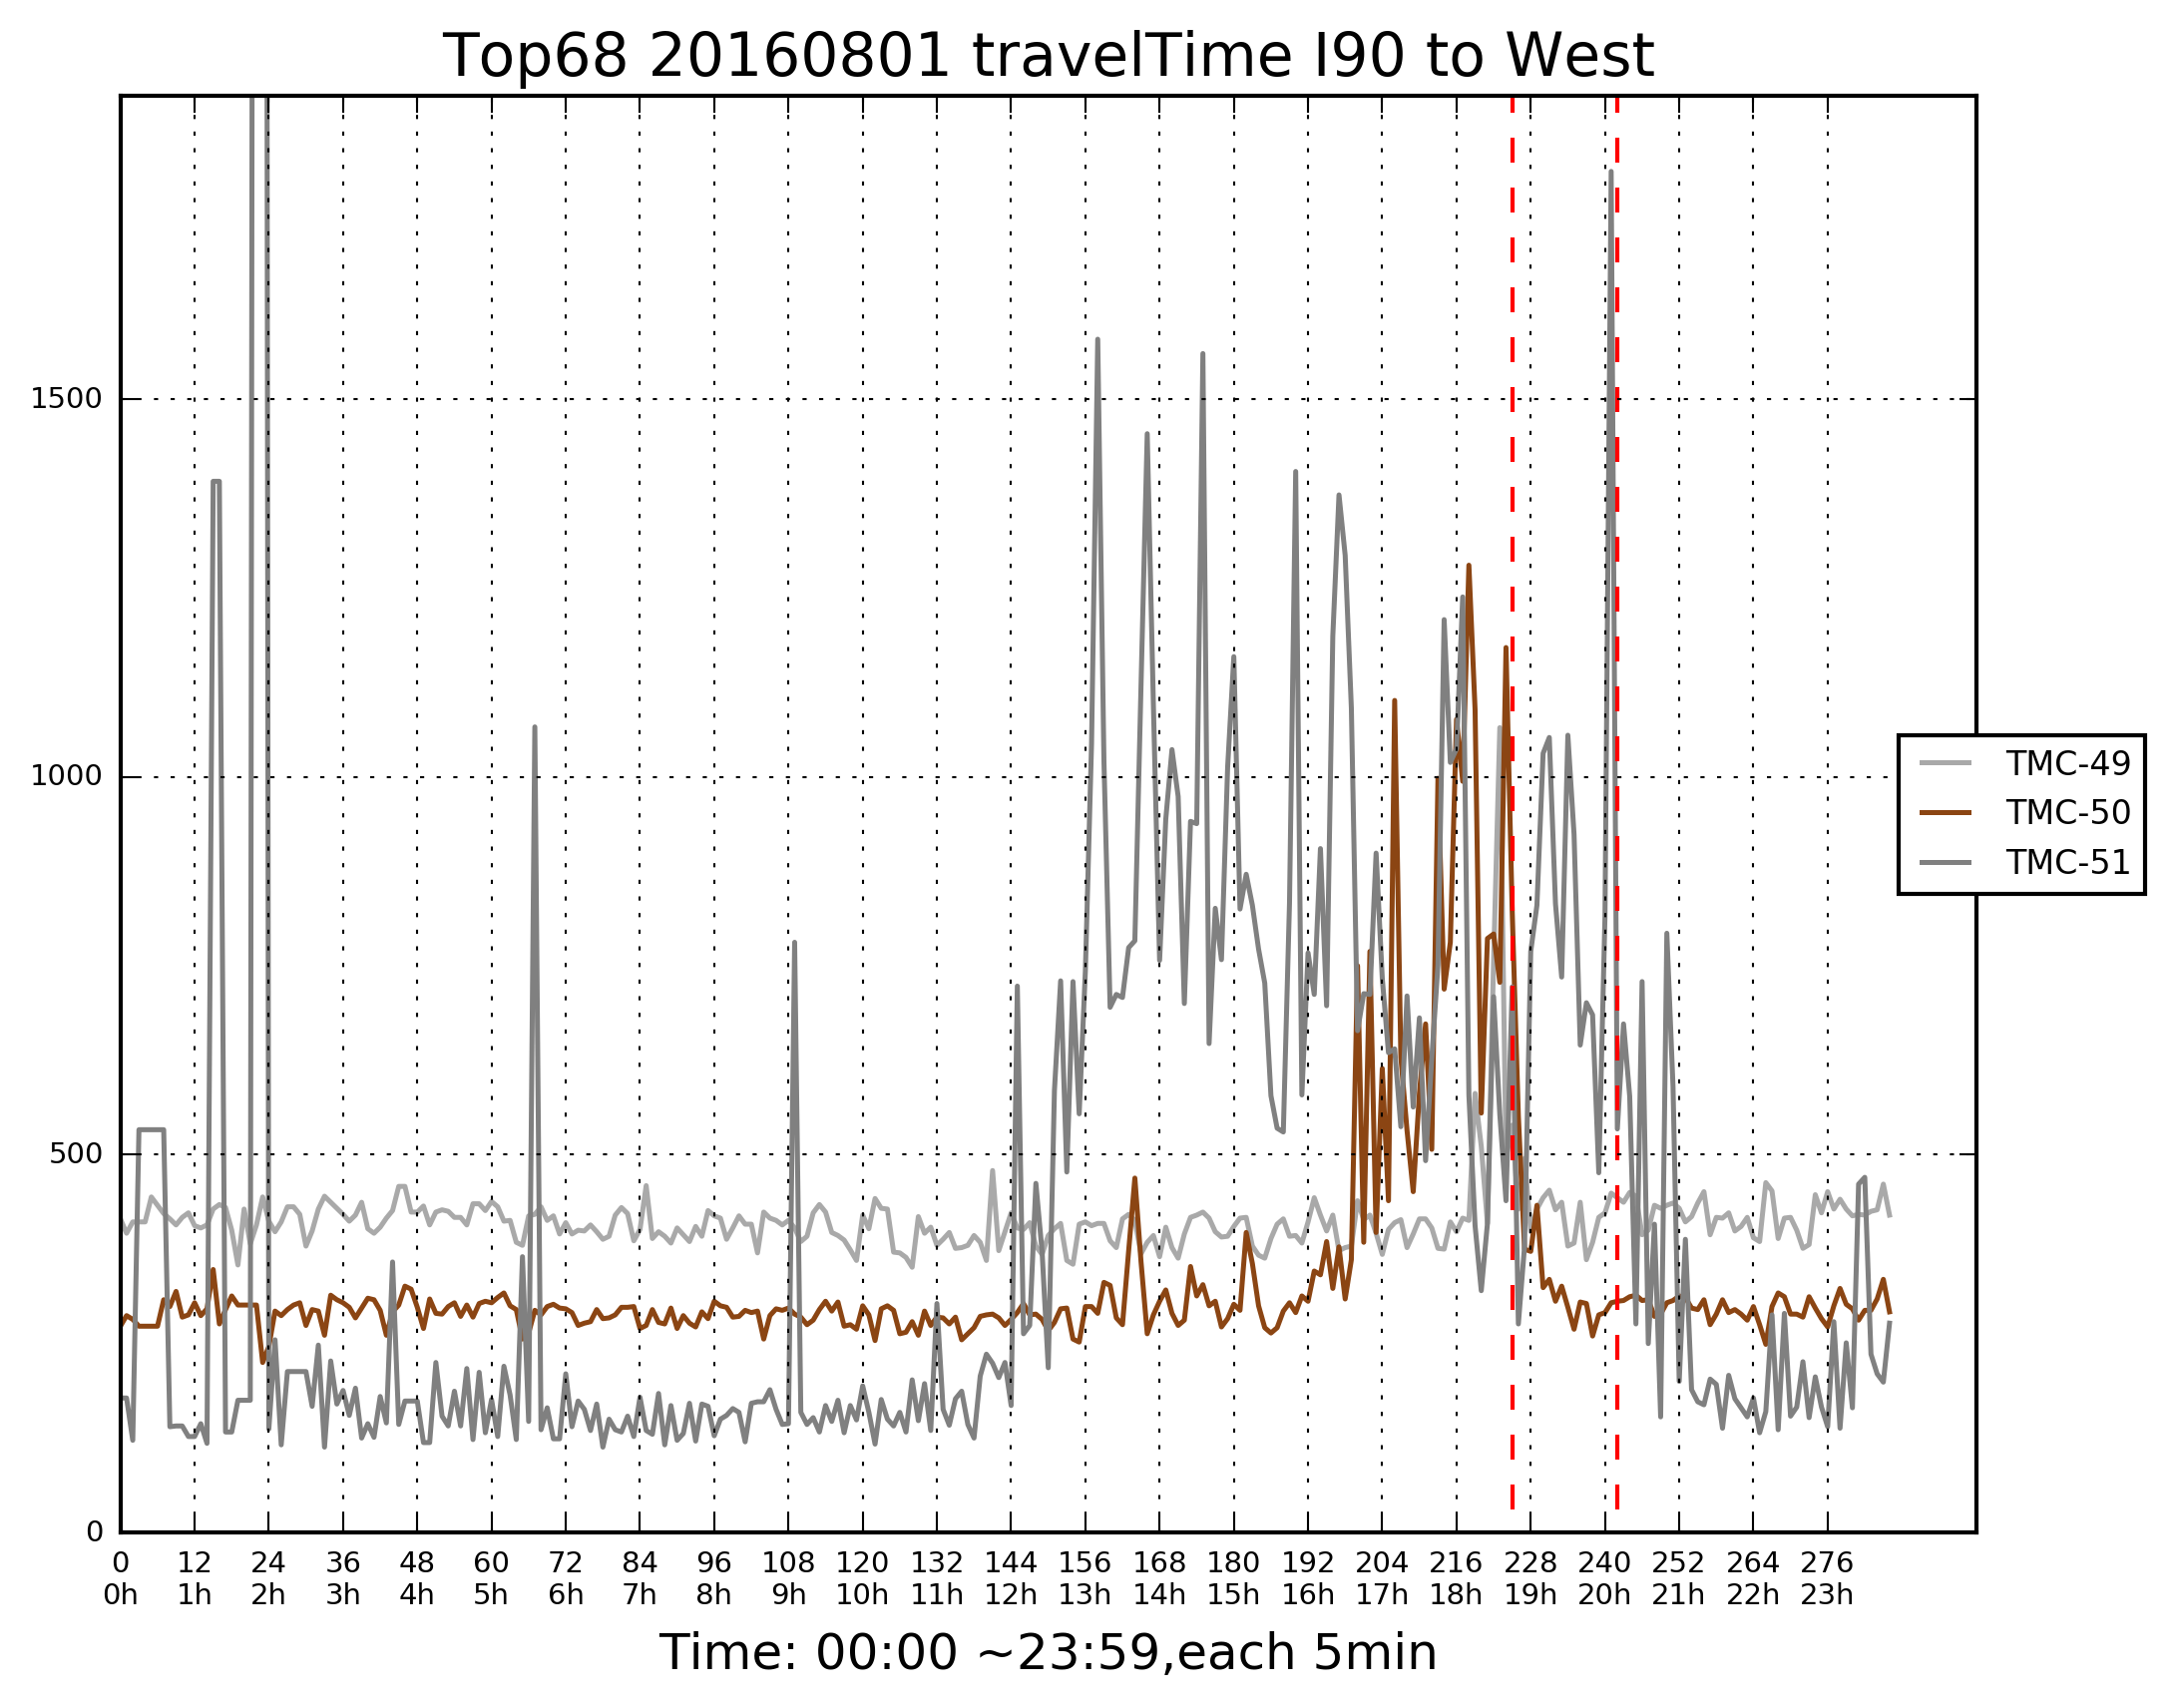 Top68 20160801 travelTime I90 to West
1500
1000
500
0
TMC-49
TMC-50
TMC-51
0 12 24 36 48 60 72 84 96 108 120 132 144 156 168 180 192 204 216 228 240 252 264 276
0h 1h 2h 3h 4h 5h 6h 7h 8h 9h 10h 11h 12h 13h 14h 15h 16h 17h 18h 19h 20h 21h 22h 23h
Time: 00:00 ~23:59,each 5min